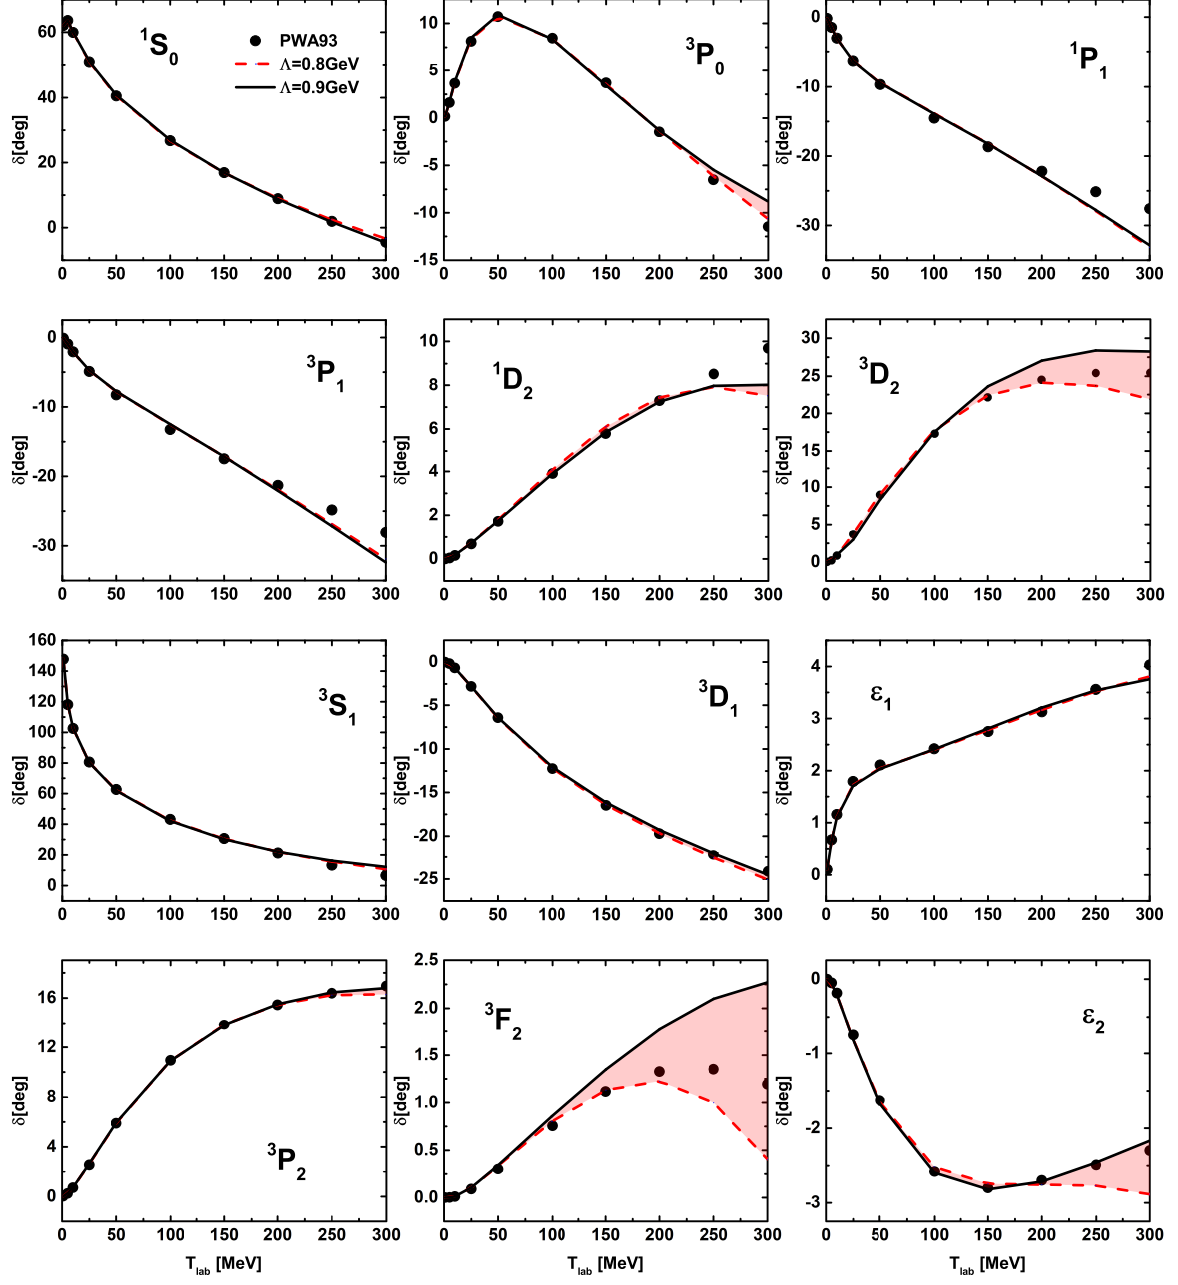 60
40
20
0
0 50 100 150 200 250 300
δ[deg]
¹S₀
PWA93
Λ=0.8GeV
Λ=0.9GeV
10
5
0
-5
-10
-15
0 50 100 150 200 250 300
δ[deg]
³P₀
0
-10
-20
-30
0 50 100 150 200 250 300
δ[deg]
¹P₁
0
-10
-20
-30
0 50 100 150 200 250 300
δ[deg]
³P₁
10
8
6
4
2
0
0 50 100 150 200 250 300
δ[deg]
¹D₂
30
25
20
15
10
5
0
0 50 100 150 200 250 300
δ[deg]
³D₂
160
140
120
100
80
60
40
20
0
0 50 100 150 200 250 300
δ[deg]
³S₁
0
-5
-10
-15
-20
-25
0 50 100 150 200 250 300
δ[deg]
³D₁
4
3
2
1
0
0 50 100 150 200 250 300
δ[deg]
ε₁
16
12
8
4
0
0 50 100 150 200 250 300
δ[deg]
³P₂
T_lab [MeV]
2.5
2.0
1.5
1.0
0.5
0.0
0 50 100 150 200 250 300
δ[deg]
³F₂
T_lab [MeV]
0
-1
-2
-3
0 50 100 150 200 250 300
δ[deg]
ε₂
T_lab [MeV]